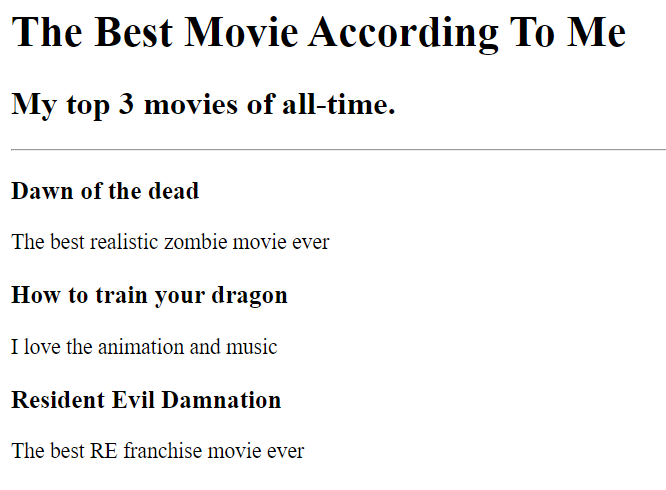 The Best Movie According To Me
My top 3 movies of all-time.
Dawn of the dead
The best realistic zombie movie ever
How to train your dragon
I love the animation and music
Resident Evil Damnation
The best RE franchise movie ever